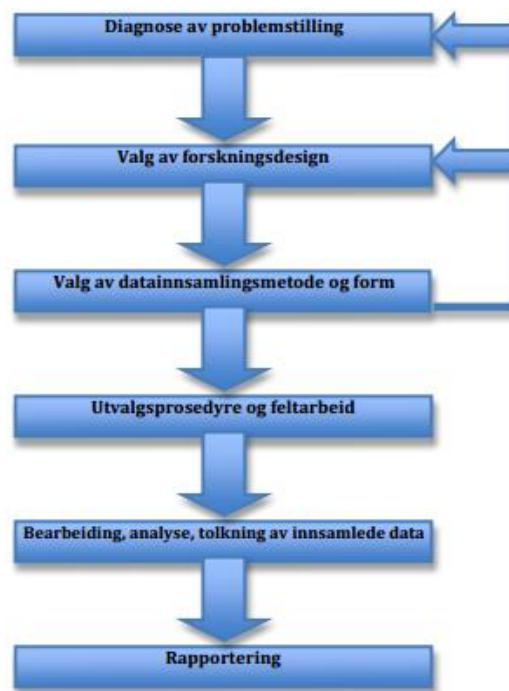 Diagnose av problemstilling
Valg av forskningsdesign
Valg av datainnsamlingsmetode og form
Utvalgsprosedyre og feltarbeid
Bearbeiding, analyse, tolkning av innsamlede data
Rapportering